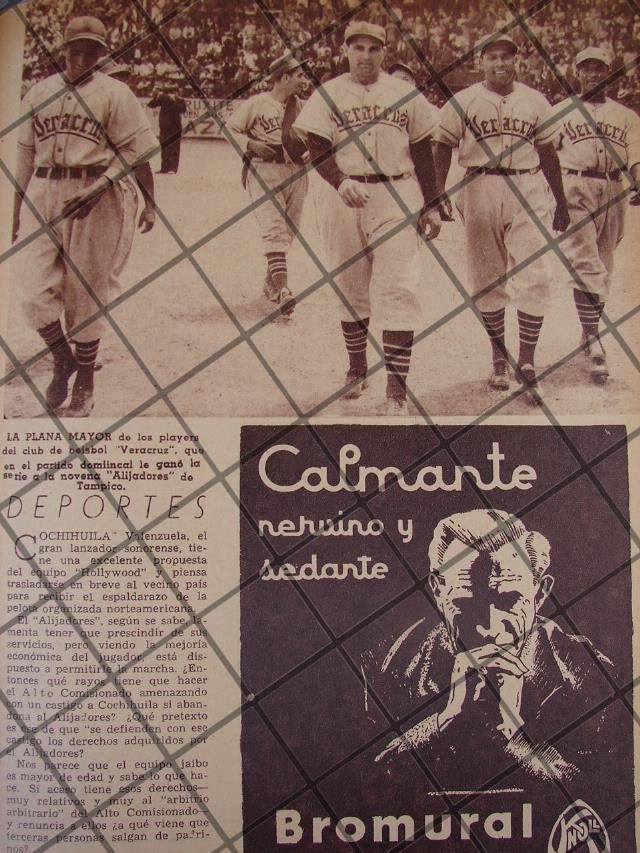 Veracruz
Veracruz
Veracruz
Veracruz
LA PLANA MAYOR de los players
del club de beisbol "Veracruz", que
en el partido domlincal le ganó la
serie a la novena "Alijadores" de
Tampico.
DEPORTES
COCHIHUILA" Valenzuela, el
gran lanzador sonorense, tie-
ne una excelente propuesta
del equipo "Hollywood" y piensa
trasladarse en breve al vecino país
para recibir el espaldarazo de la
pelota organizada norteamericana.
El "Alijadores", según se sabe, la-
menta tener que prescindir de sus
servicios, pero viendo la mejoría
económica del jugador, está dis-
puesto a permitirle la marcha. ¿En-
tonces qué rayos tiene que hacer
el Alto Comisionado amenazando
con un castigo a Cochihuila si aban-
dona al Alijadores? ¿Qué pretexto
es ese de que "se defienden con ese
castigo los derechos adquiridos por
el Alijadores?
Nos parece que el equipo jaibo
es mayor de edad y sabe lo que ha-
ce. Si acaso tiene esos derechos—
muy relativos y muy al "arbitrio
arbitrario" del Alto Comisionado—
y renuncia a ellos ¿a qué viene que
terceras personas salgan de padri-
nos?
Calmante
nervino y
sedante
Bromural
KNOLL